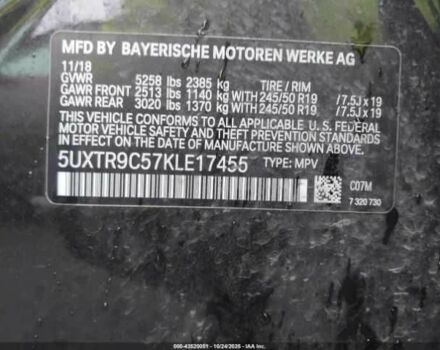 MFD BY BAYERISCHE MOTOREN WERKE AG
11/18
GVWR 5258 lbs 2385 kg TIRE / RIM
GAWR FRONT 2513 lbs 1140 kg WITH 245/50 R19 /7.5J x 19
GAWR REAR 3020 lbs 1370 kg WITH 245/50 R19 /7.5J x 19
THIS VEHICLE CONFORMS TO ALL APPLICABLE U.S. FEDERAL
MOTOR VEHICLE SAFETY AND THEFT PREVENTION STANDARDS
IN EFFECT ON THE DATE OF MANUFACTURE SHOWN ABOVE.
5UXTR9C57KLE17455 TYPE: MPV
C07M
7 320 730
000-43529051 - 10/24/2025 - IAA Inc.